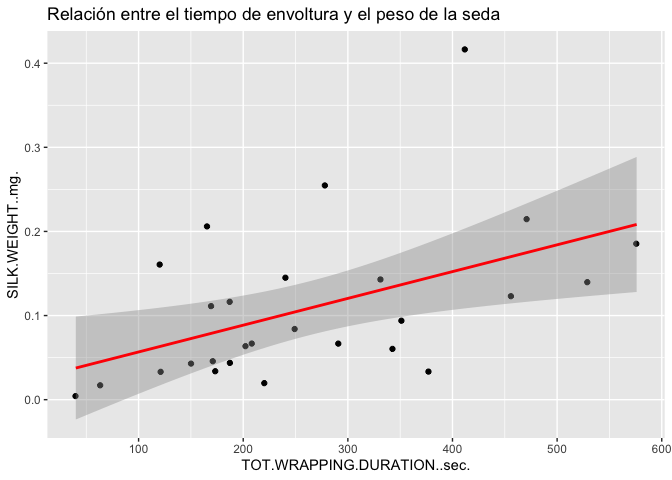 Relación entre el tiempo de envoltura y el peso de la seda
SILK.WEIGHT..mg.
0.4
0.3
0.2
0.1
0.0
100 200 300 400 500 600
TOT.WRAPPING.DURATION..sec.